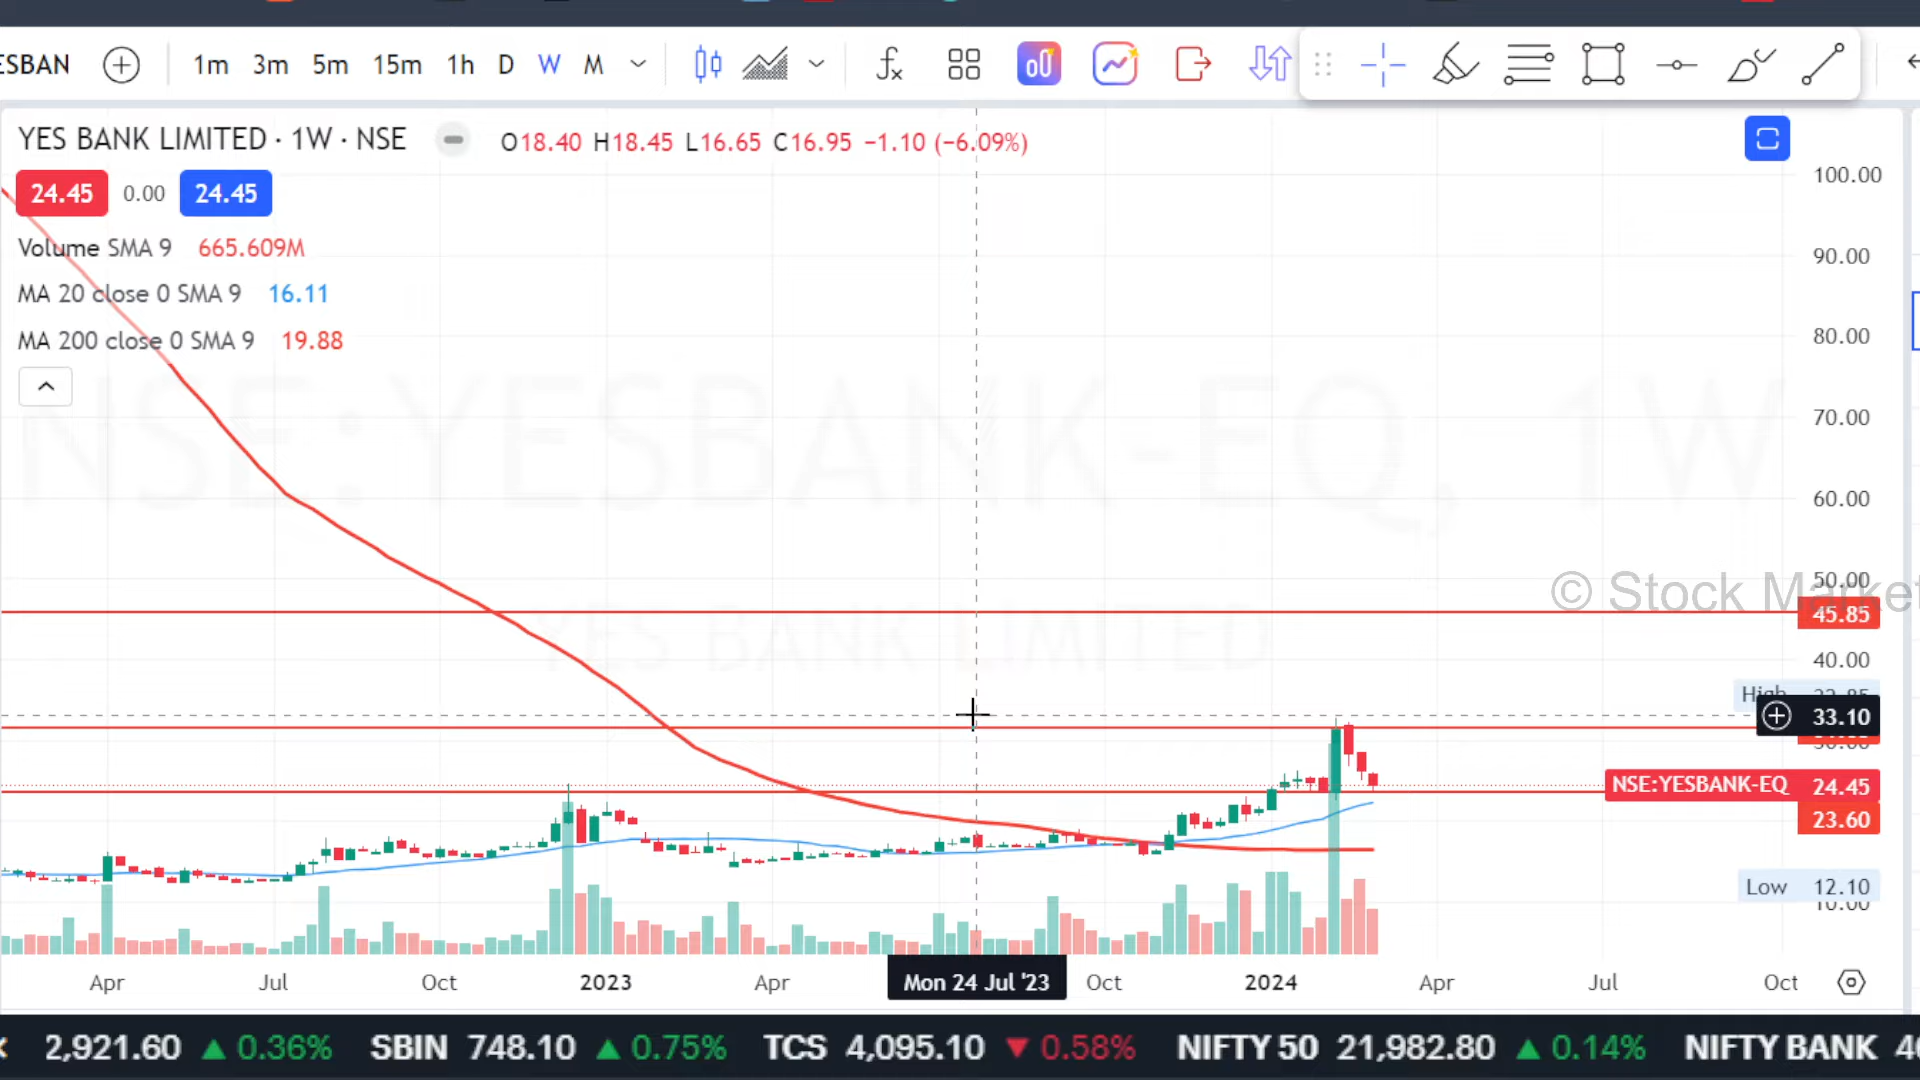 ESBAN 1m 3m 5m 15m 1h D W M
YES BANK LIMITED · 1W · NSE O18.40 H18.45 L16.65 C16.95 −1.10 (−6.09%)
24.45 0.00 24.45
Volume SMA 9 665.609M
MA 20 close 0 SMA 9 16.11
MA 200 close 0 SMA 9 19.88
NSE:YESBANK-EQ, 1W
YES BANK LIMITED
100.00
90.00
80.00
70.00
60.00
50.00
© Stock Market
45.85
40.00
High 32.85
33.10
30.00
NSE:YESBANK-EQ 24.45
23.60
Low 12.10
10.00
Apr Jul Oct 2023 Apr Mon 24 Jul '23 Oct 2024 Apr Jul Oct
2,921.60 ▲ 0.36% SBIN 748.10 ▲ 0.75% TCS 4,095.10 ▼ 0.58% NIFTY 50 21,982.80 ▲ 0.14% NIFTY BANK